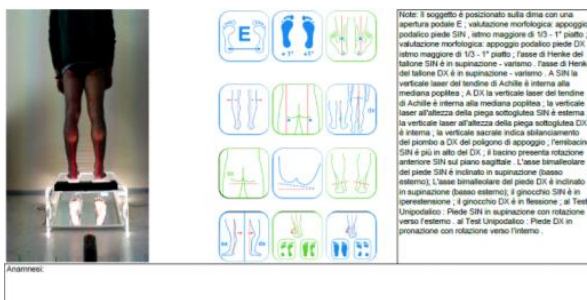 Note: Il soggetto è posizionato sulla dima con una
apertura podale E ; valutazione morfologica: appoggio
podalico piede SIN , istmo maggiore di 1/3 - 1° piatto ;
valutazione morfologica: appoggio podalico piede DX
istmo maggiore di 1/3 - 1° piatto ; l'asse di Henke del
tallone SIN è in supinazione - varismo . l'asse di Henke
del tallone DX è in supinazione - varismo . A SIN la
verticale laser del tendine di Achille è interna alla
mediana poplitea ; A DX la verticale laser del tendine
di Achille è interna alla mediana poplitea ; la verticale
laser all'altezza della piega sottoglutea SIN è esterna
la verticale laser all'altezza della piega sottoglutea DX
è interna ; la verticale sacrale indica sbilanciamento
del piombo a DX del poligono di appoggio ; l'emibacino
SIN è più in alto del DX ; il bacino presenta rotazione
anteriore SIN sul piano sagittale . L'asse bimalleolare
del piede SIN è inclinato in supinazione (basso
esterno); L'asse bimalleolare del piede DX è inclinato
in supinazione (basso esterno); il ginocchio SIN è in
iperestensione ; il ginocchio DX è in flessione ; al Test
Unipodalico : Piede SIN in supinazione con rotazione
verso l'esterno . al Test Unipodalico : Piede DX in
pronazione con rotazione verso l'interno .
E
+ 1° +1°
dx
Anamnesi: